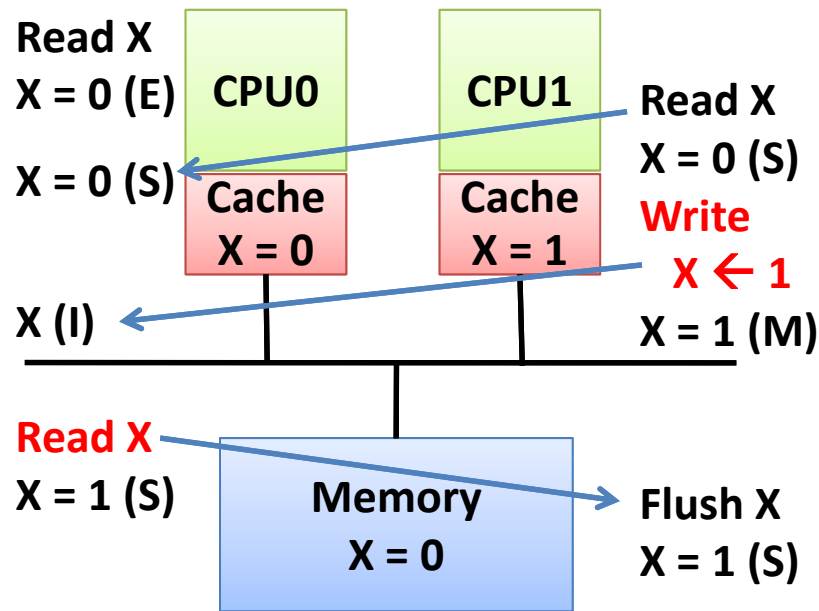 Read X
X = 0 (E)
X = 0 (S)
CPU0
CPU1
Read X
X = 0 (S)
Cache
X = 0
Cache
X = 1
Write
X ← 1
X = 1 (M)
X (I)
Read X
X = 1 (S)
Memory
X = 0
Flush X
X = 1 (S)